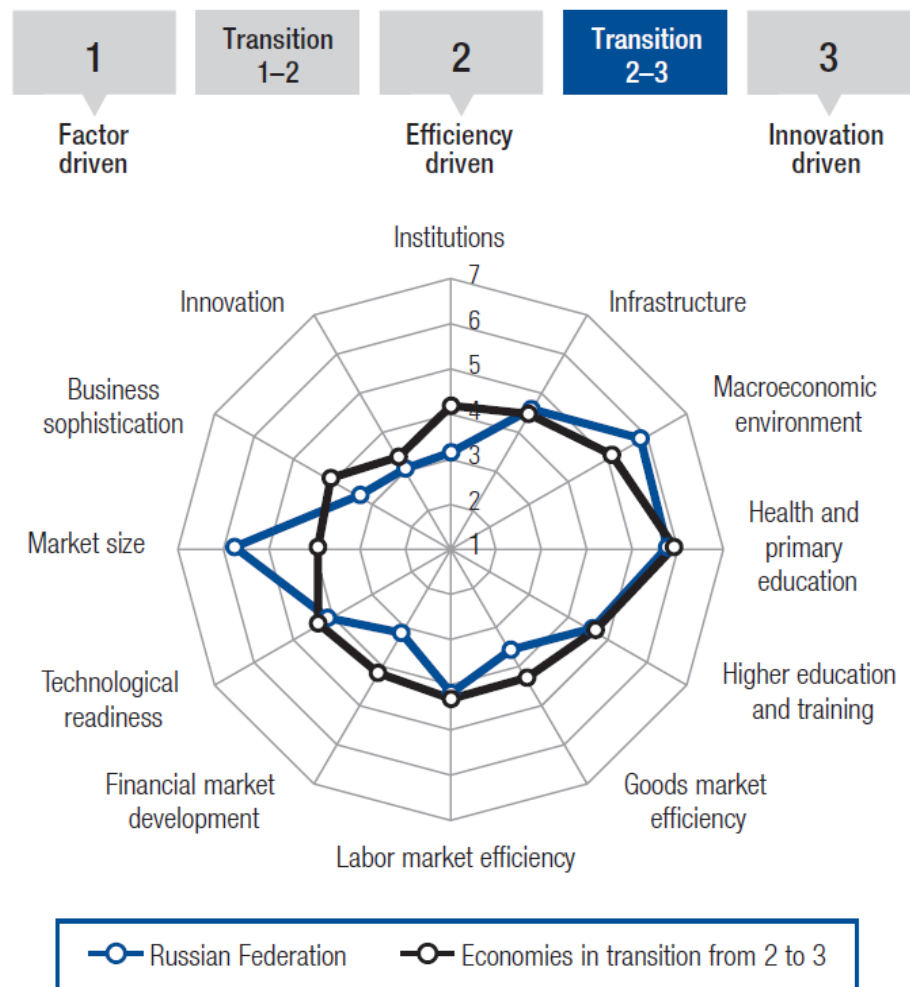 1
Transition
1–2
2
Transition
2–3
3
Factor
driven
Efficiency
driven
Innovation
driven
Institutions
Infrastructure
Macroeconomic
environment
Health and
primary
education
Higher education
and training
Goods market
efficiency
Labor market efficiency
Financial market
development
Technological
readiness
Market size
Business
sophistication
Innovation
7
6
5
4
3
2
1
Russian Federation
Economies in transition from 2 to 3